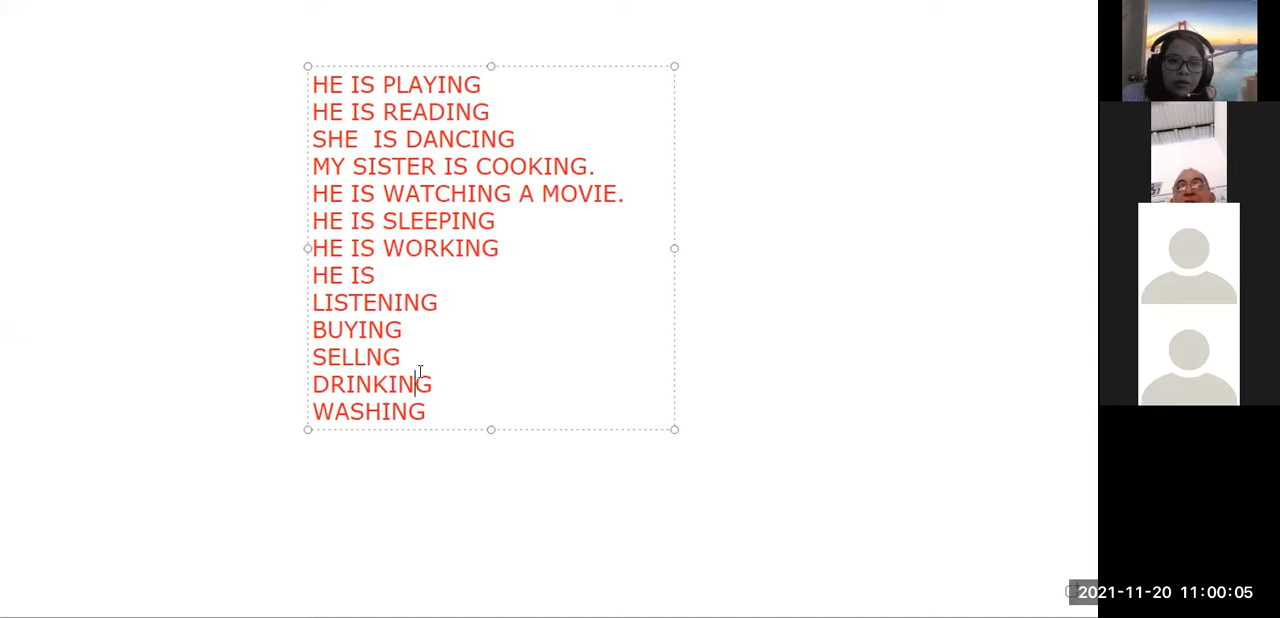 HE IS PLAYING
HE IS READING
SHE  IS DANCING
MY SISTER IS COOKING.
HE IS WATCHING A MOVIE.
HE IS SLEEPING
HE IS WORKING
HE IS
LISTENING
BUYING
SELLNG
DRINKING
WASHING
2021-11-20 11:00:05